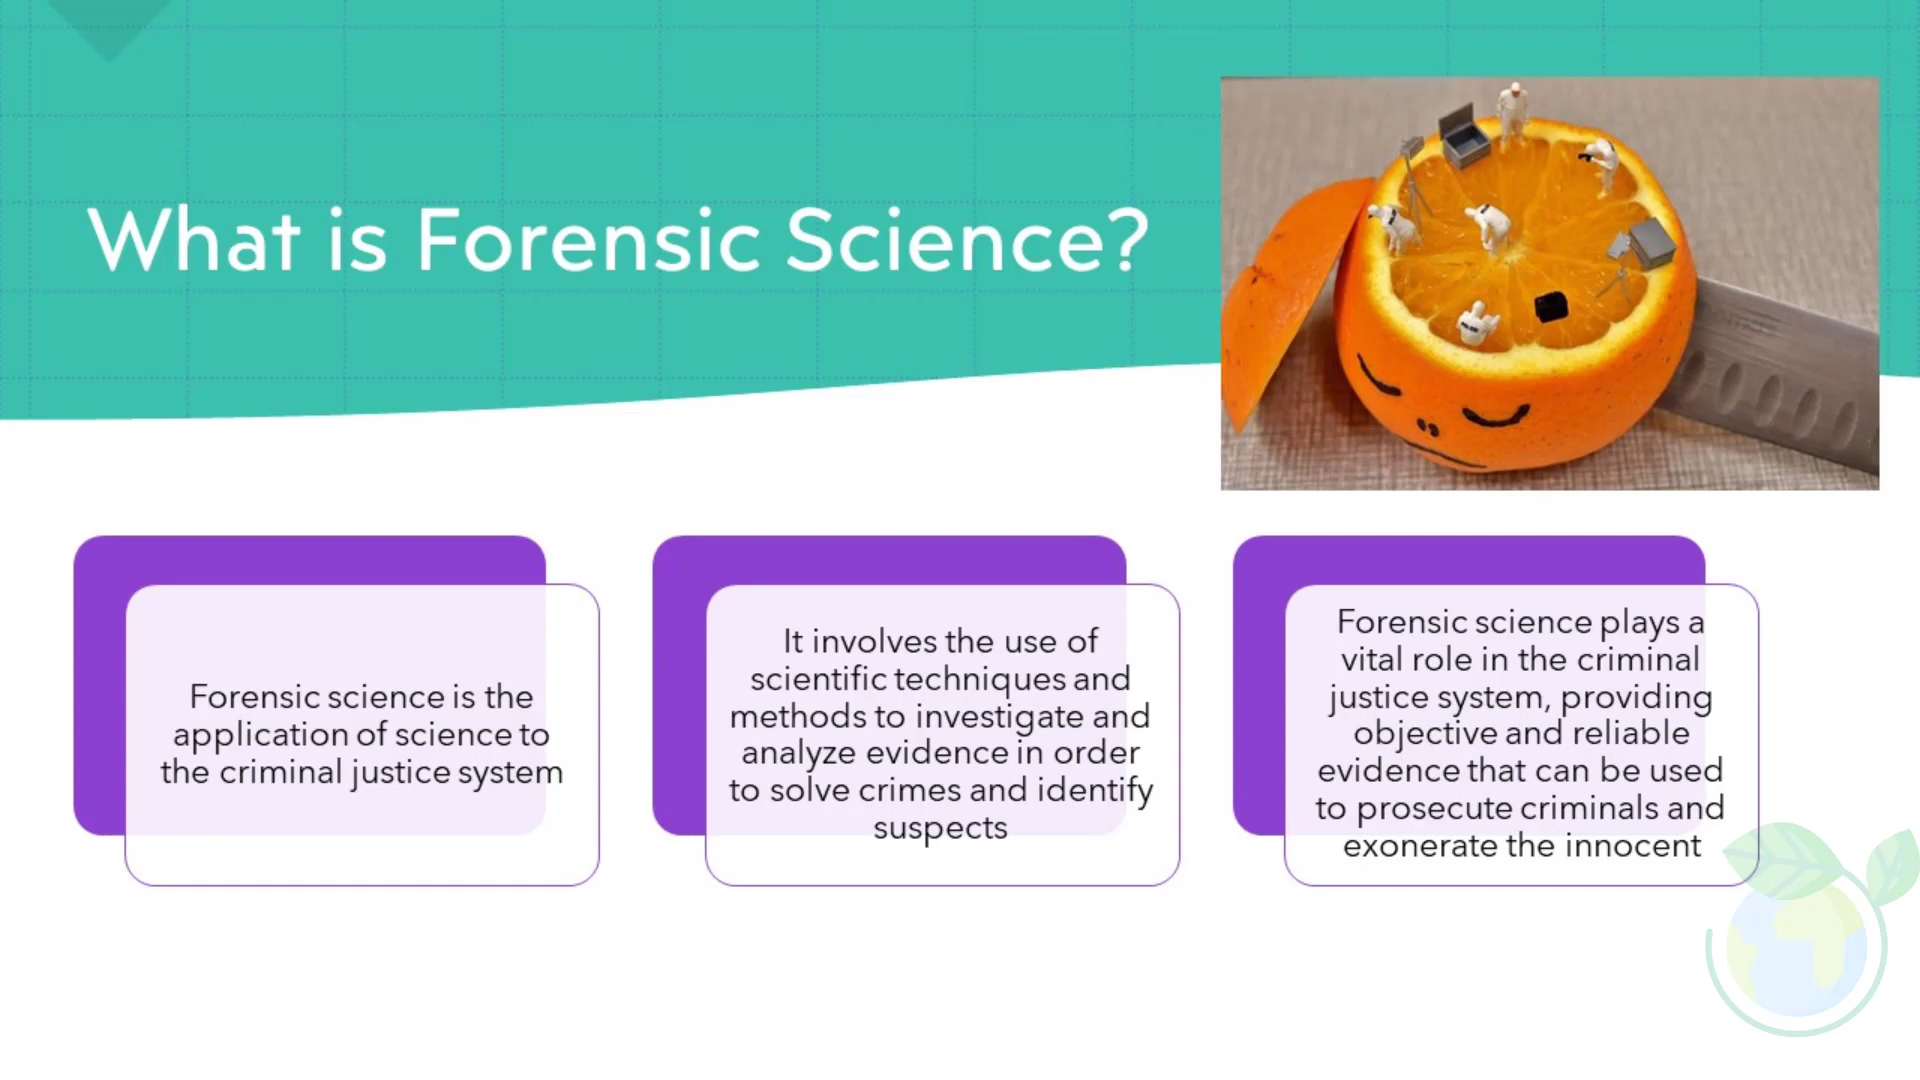 What is Forensic Science?
Forensic science is the
application of science to
the criminal justice system
It involves the use of
scientific techniques and
methods to investigate and
analyze evidence in order
to solve crimes and identify
suspects
Forensic science plays a
vital role in the criminal
justice system, providing
objective and reliable
evidence that can be used
to prosecute criminals and
exonerate the innocent